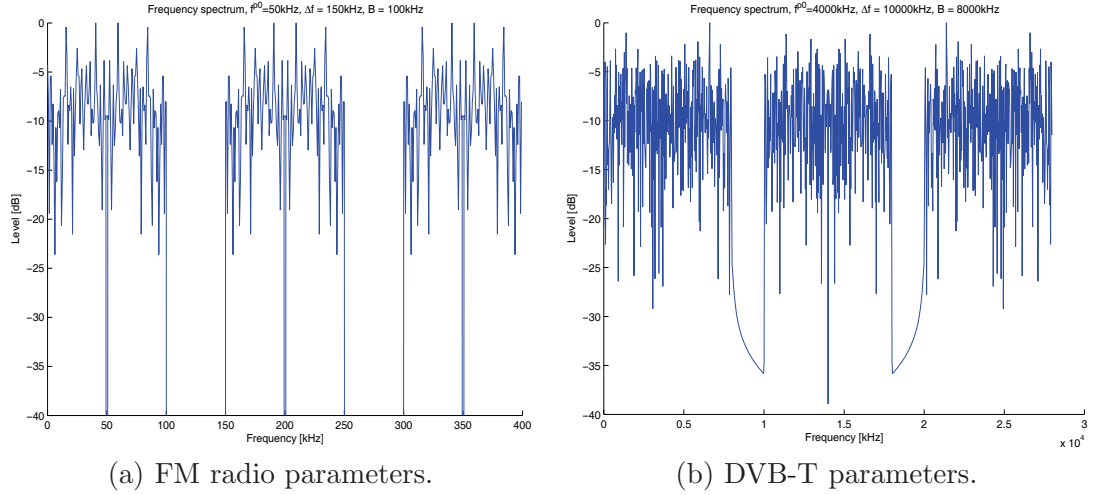 Frequency spectrum, f^p0=50kHz, Δf = 150kHz, B = 100kHz
0
−5
−10
−15
−20
−25
−30
−35
−40
Level [dB]
0 50 100 150 200 250 300 350 400
Frequency [kHz]
(a) FM radio parameters.
Frequency spectrum, f^p0=4000kHz, Δf = 10000kHz, B = 8000kHz
0
−5
−10
−15
−20
−25
−30
−35
−40
Level [dB]
0 0.5 1 1.5 2 2.5 3
Frequency [kHz]
x 10^4
(b) DVB-T parameters.